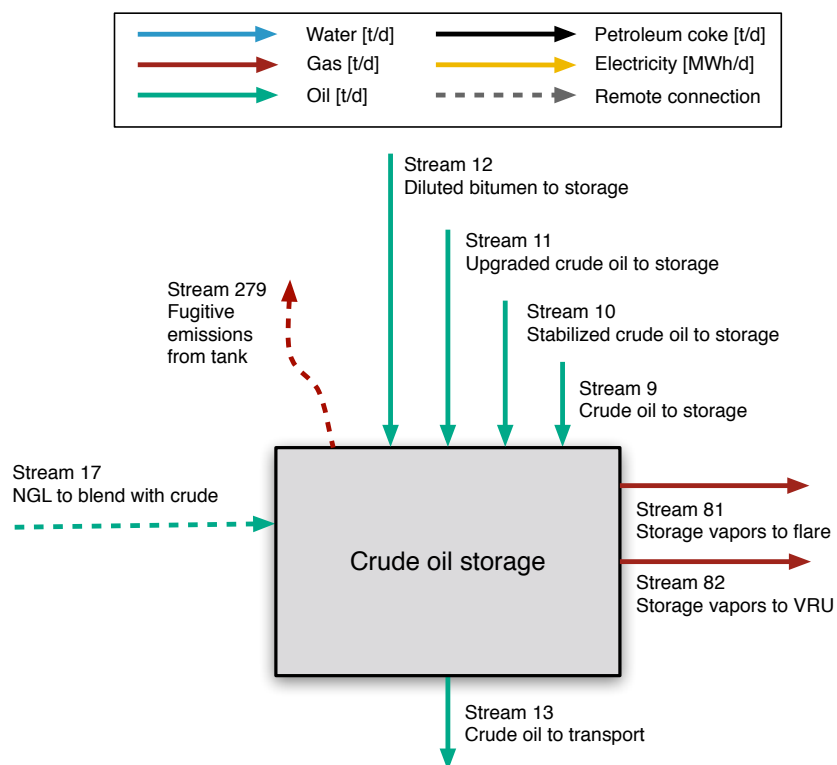 Water [t/d]
Petroleum coke [t/d]
Gas [t/d]
Electricity [MWh/d]
Oil [t/d]
Remote connection
Stream 12
Diluted bitumen to storage
Stream 11
Upgraded crude oil to storage
Stream 279
Fugitive
emissions
from tank
Stream 10
Stabilized crude oil to storage
Stream 9
Crude oil to storage
Stream 17
NGL to blend with crude
Crude oil storage
Stream 81
Storage vapors to flare
Stream 82
Storage vapors to VRU
Stream 13
Crude oil to transport